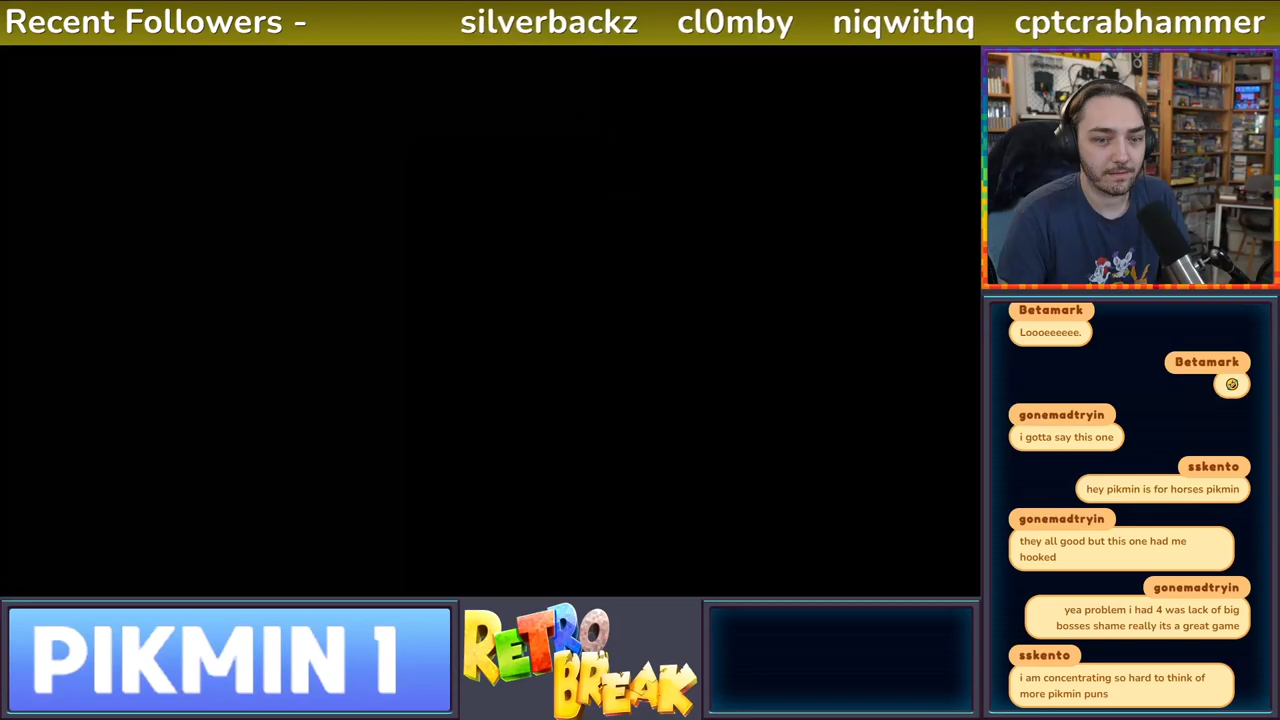 Recent Followers - silverbackz cl0mby niqwithq cptcrabhammer
Betamark
Loooeeeeee.
Betamark
gonemadtryin
i gotta say this one
sskento
hey pikmin is for horses pikmin
gonemadtryin
they all good but this one had me
hooked
gonemadtryin
yea problem i had 4 was lack of big
bosses shame really its a great game
sskento
i am concentrating so hard to think of
more pikmin puns
PIKMIN 1
RETRO
BREAK